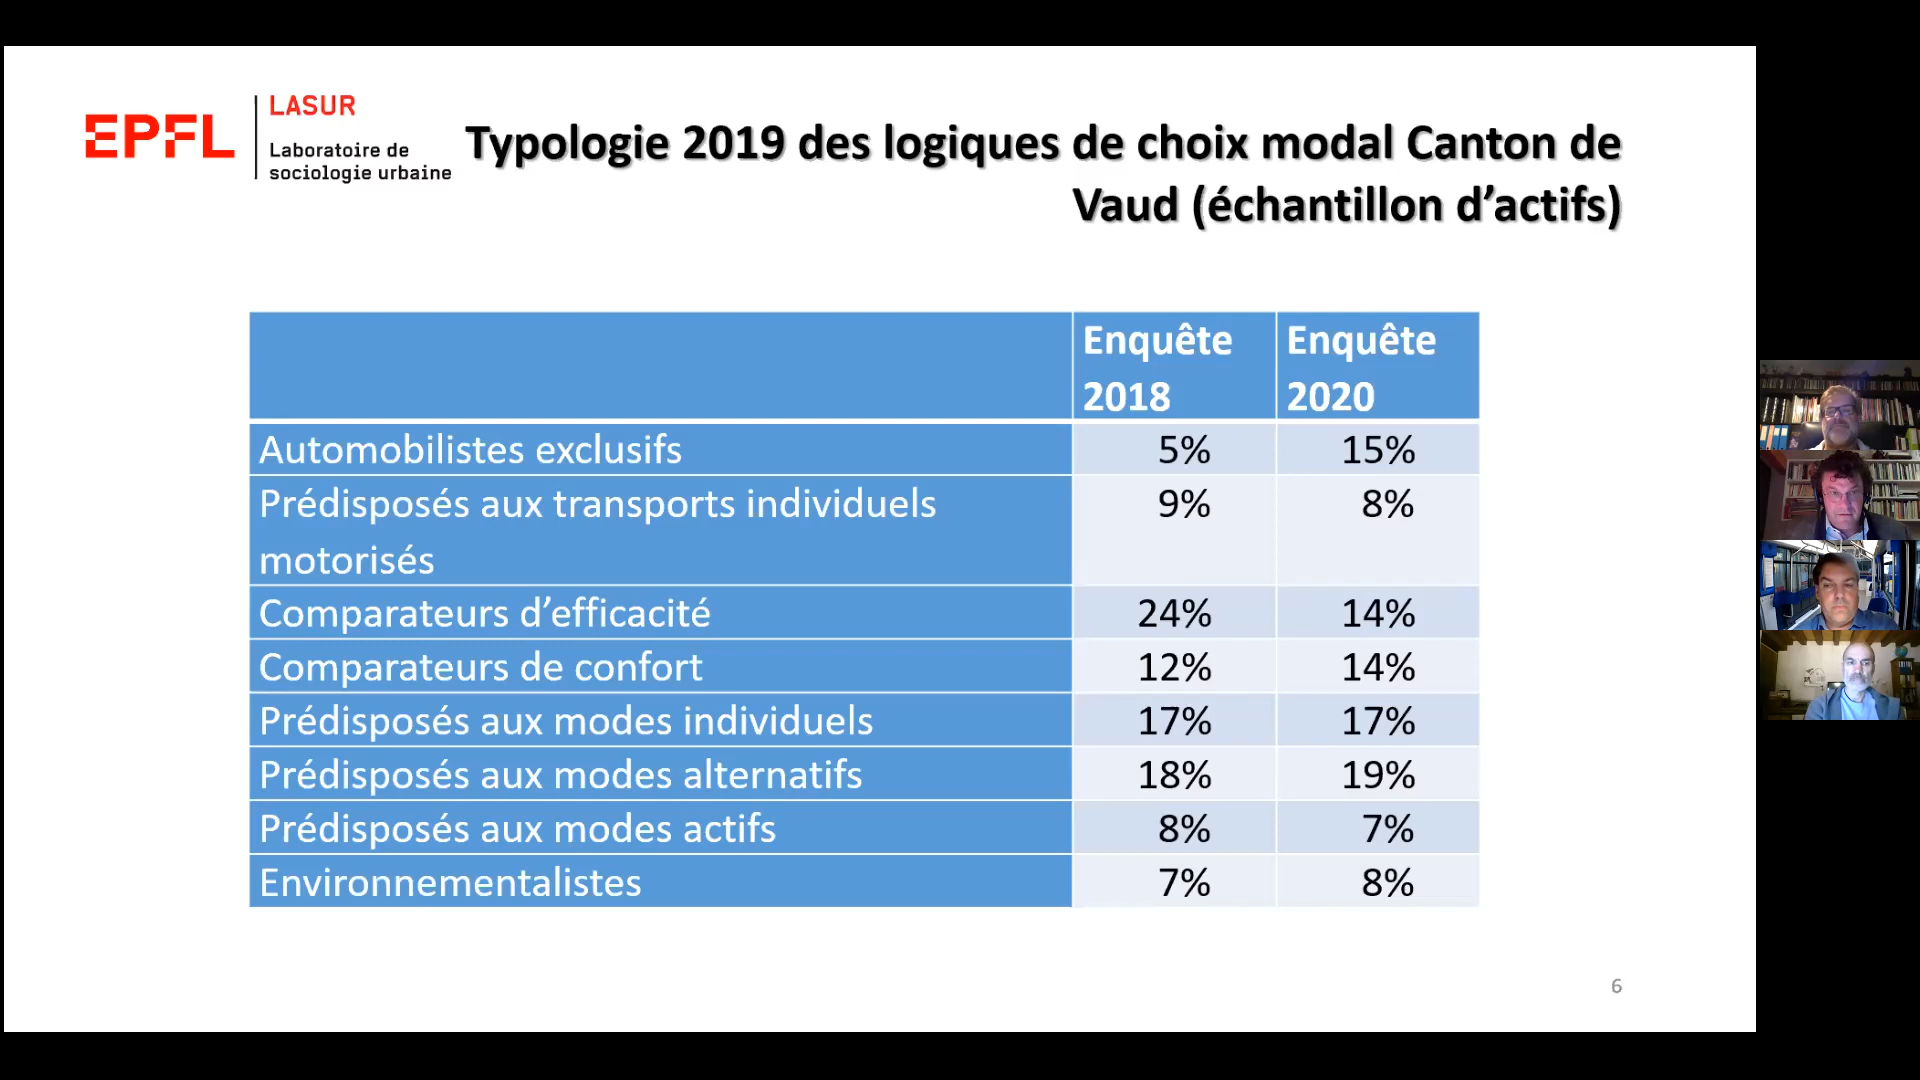 EPFL
LASUR
Laboratoire de
sociologie urbaine
Typologie 2019 des logiques de choix modal Canton de
Vaud (échantillon d’actifs)
Enquête 2018 Enquête 2020
Automobilistes exclusifs 5% 15%
Prédisposés aux transports individuels motorisés 9% 8%
Comparateurs d’efficacité 24% 14%
Comparateurs de confort 12% 14%
Prédisposés aux modes individuels 17% 17%
Prédisposés aux modes alternatifs 18% 19%
Prédisposés aux modes actifs 8% 7%
Environnementalistes 7% 8%
6